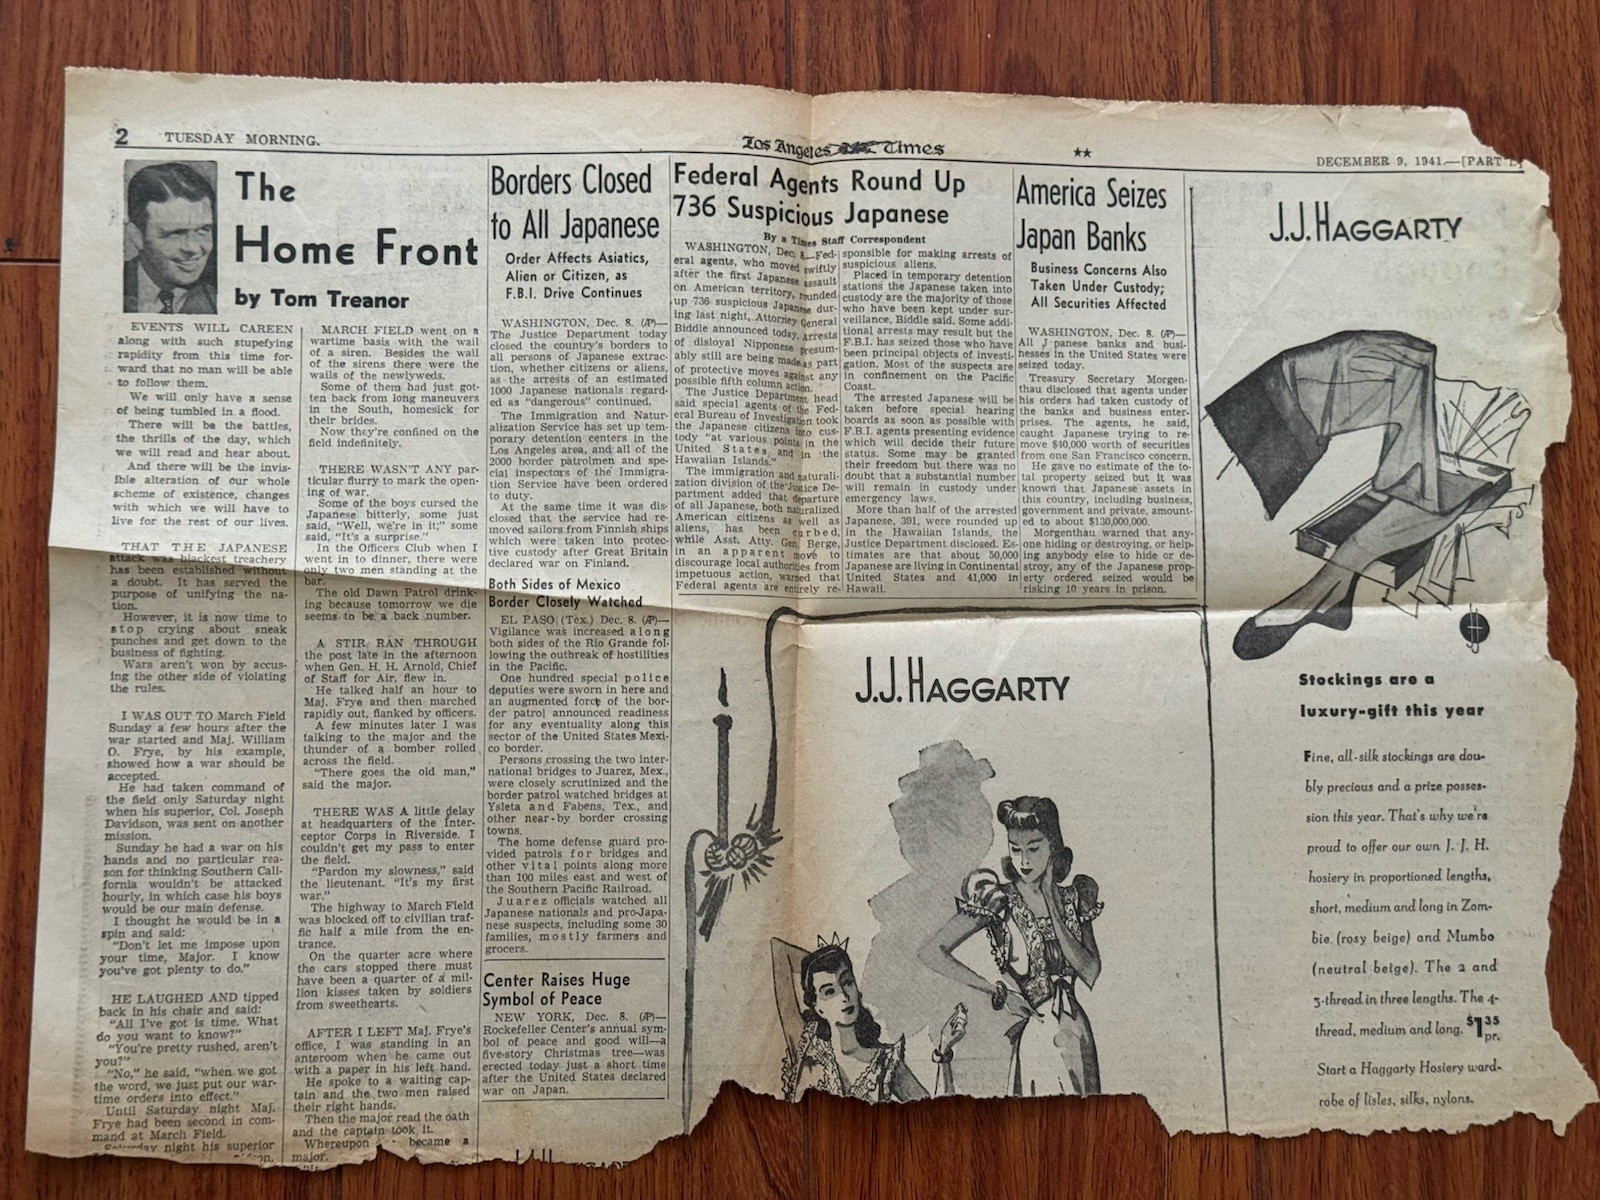 2 TUESDAY MORNING.
Los Angeles Times
★★
DECEMBER 9, 1941.—[PART I.]
The
Home Front
by Tom Treanor
EVENTS WILL CAREEN
along with such stupefying
rapidity from this time for-
ward that no man will be able
to follow them.
We will only have a sense
of being tumbled in a flood.
There will be the battles,
the thrills of the day, which
we will read and hear about.
And there will be the invis-
ible alteration of our whole
scheme of existence, changes
with which we will have to
live for the rest of our lives.
THAT THE JAPANESE
attack was blackest treachery
has been established without
a doubt. It has served the
purpose of unifying the na-
tion.
However, it is now time to
stop crying about sneak
punches and get down to the
business of fighting.
Wars aren't won by accus-
ing the other side of violating
the rules.
I WAS OUT TO March Field
Sunday a few hours after the
war started and Maj. William
O. Frye, by his example,
showed how a war should be
accepted.
He had taken command of
the field only Saturday night
when his superior, Col. Joseph
Davidson, was sent on another
mission.
Sunday he had a war on his
hands and no particular rea-
son for thinking Southern Cali-
fornia wouldn't be attacked
hourly, in which case his boys
would be our main defense.
I thought he would be in a
spin and said:
"Don't let me impose upon
your time, Major. I know
you've got plenty to do."
HE LAUGHED AND tipped
back in his chair and said:
"All I've got is time. What
do you want to know?"
"You're pretty rushed, aren't
you?"
"No," he said, "when we got
the word, we just put our war-
time orders into effect."
Until Saturday night Maj.
Frye had been second in com-
mand at March Field.
Saturday night his superior
MARCH FIELD went on a
wartime basis with the wail
of a siren. Besides the wail
of the sirens there were the
wails of the newlyweds.
Some of them had just got-
ten back from long maneuvers
in the South, homesick for
their brides.
Now they're confined on the
field indefinitely.
THERE WASN'T ANY par-
ticular flurry to mark the open-
ing of war.
Some of the boys cursed the
Japanese bitterly, some just
said, "Well, we're in it;" some
said, "It's a surprise."
In the Officers Club when I
went in to dinner, there were
only two men standing at the
bar.
The old Dawn Patrol drink-
ing because tomorrow we die
seems to be a back number.
A STIR RAN THROUGH
the post late in the afternoon
when Gen. H. H. Arnold, Chief
of Staff for Air, flew in.
He talked half an hour to
Maj. Frye and then marched
rapidly out, flanked by officers.
A few minutes later I was
talking to the major and the
thunder of a bomber rolled
across the field.
"There goes the old man,"
said the major.
THERE WAS A little delay
at headquarters of the Inter-
ceptor Corps in Riverside. I
couldn't get my pass to enter
the field.
"Pardon my slowness," said
the lieutenant. "It's my first
war."
The highway to March Field
was blocked off to civilian traf-
fic half a mile from the en-
trance.
On the quarter acre where
the cars stopped there must
have been a quarter of a mil-
lion kisses taken by soldiers
from sweethearts.
AFTER I LEFT Maj. Frye's
office, I was standing in an
anteroom when he came out
with a paper in his left hand.
He spoke to a waiting cap-
tain and the two men raised
their right hands.
Then the major read the oath
and the captain took it.
Whereupon became a
major.
Borders Closed
to All Japanese
Order Affects Asiatics,
Alien or Citizen, as
F.B.I. Drive Continues
WASHINGTON, Dec. 8. (AP)—
The Justice Department today
closed the country's borders to
all persons of Japanese extrac-
tion, whether citizens or aliens,
as the arrests of an estimated
1000 Japanese nationals regard-
ed as "dangerous" continued.
The Immigration and Natur-
alization Service has set up tem-
porary detention centers in the
Los Angeles area, and all of the
2000 border patrolmen and spe-
cial inspectors of the Immigra-
tion Service have been ordered
to duty.
At the same time it was dis-
closed that the service had re-
moved sailors from Finnish ships
which were taken into protec-
tive custody after Great Britain
declared war on Finland.
Both Sides of Mexico
Border Closely Watched
EL PASO (Tex.) Dec. 8. (AP)—
Vigilance was increased along
both sides of the Rio Grande fol-
lowing the outbreak of hostilities
in the Pacific.
One hundred special police
deputies were sworn in here and
an augmented force of the bor-
der patrol announced readiness
for any eventuality along this
sector of the United States Mexi-
co border.
Persons crossing the two inter-
national bridges to Juarez, Mex.,
were closely scrutinized and the
border patrol watched bridges at
Ysleta and Fabens, Tex., and
other near-by border crossing
towns.
The home defense guard pro-
vided patrols for bridges and
other vital points along more
than 100 miles east and west of
the Southern Pacific Railroad.
Juarez officials watched all
Japanese nationals and pro-Japa-
nese suspects, including some 30
families, mostly farmers and
grocers.
Center Raises Huge
Symbol of Peace
NEW YORK, Dec. 8. (AP)—
Rockefeller Center's annual sym-
bol of peace and good will—a
five-story Christmas tree—was
erected today just a short time
after the United States declared
war on Japan.
Federal Agents Round Up
736 Suspicious Japanese
By a Times Staff Correspondent
WASHINGTON, Dec. 8.—Fed-
eral agents, who moved swiftly
after the first Japanese assault
on American territory, rounded
up 736 suspicious Japanese dur-
ing last night, Attorney General
Biddle announced today. Arrests
of disloyal Nipponese presum-
ably still are being made as part
of protective moves against any
possible fifth column action.
The Justice Department head
said special agents of the Fed-
eral Bureau of Investigation took
the Japanese citizens into cus-
tody "at various points in the
United States and in the
Hawaiian Islands."
The immigration and naturali-
zation division of the Justice De-
partment added that departure
of all Japanese, both naturalized
American citizens as well as
aliens, has been curbed,
while Asst. Atty. Gen. Berge,
in an apparent move to
discourage local authorities from
impetuous action, warned that
Federal agents are entirely re-
sponsible for making arrests of
suspicious aliens.
Placed in temporary detention
stations the Japanese taken into
custody are the majority of those
who have been kept under sur-
veillance, Biddle said. Some addi-
tional arrests may result but the
F.B.I. has seized those who have
been principal objects of investi-
gation. Most of the suspects are
in confinement on the Pacific
Coast.
The arrested Japanese will be
taken before special hearing
boards as soon as possible with
F.B.I. agents presenting evidence
which will decide their future
status. Some may be granted
their freedom but there was no
doubt that a substantial number
will remain in custody under
emergency laws.
More than half of the arrested
Japanese, 391, were rounded up
in the Hawaiian Islands, the
Justice Department disclosed. Es-
timates are that about 50,000
Japanese are living in Continental
United States and 41,000 in
Hawaii.
America Seizes
Japan Banks
Business Concerns Also
Taken Under Custody;
All Securities Affected
WASHINGTON, Dec. 8. (AP)—
All J panese banks and busi-
nesses in the United States were
seized today.
Treasury Secretary Morgen-
thau disclosed that agents under
his orders had taken custody of
the banks and business enter-
prises. The agents, he said,
caught Japanese trying to re-
move $40,000 worth of securities
from one San Francisco concern.
He gave no estimate of the to-
tal property seized but it was
known that Japanese assets in
this country, including business,
government and private, amount-
ed to about $130,000,000.
Morgenthau warned that any-
one hiding or destroying, or help-
ing anybody else to hide or de-
stroy, any of the Japanese prop-
erty ordered seized would be
risking 10 years in prison.
J.J. HAGGARTY
J.J. HAGGARTY
Stockings are a
luxury-gift this year
Fine, all-silk stockings are dou-
bly precious and a prize posses-
sion this year. That's why we're
proud to offer our own J. J. H.
hosiery in proportioned lengths,
short, medium and long in Zom-
bie (rosy beige) and Mumbo
(neutral beige). The 2 and
3-thread in three lengths. The 4-
thread, medium and long. $1.35 pr.
Start a Haggarty Hosiery ward-
robe of lisles, silks, nylons.